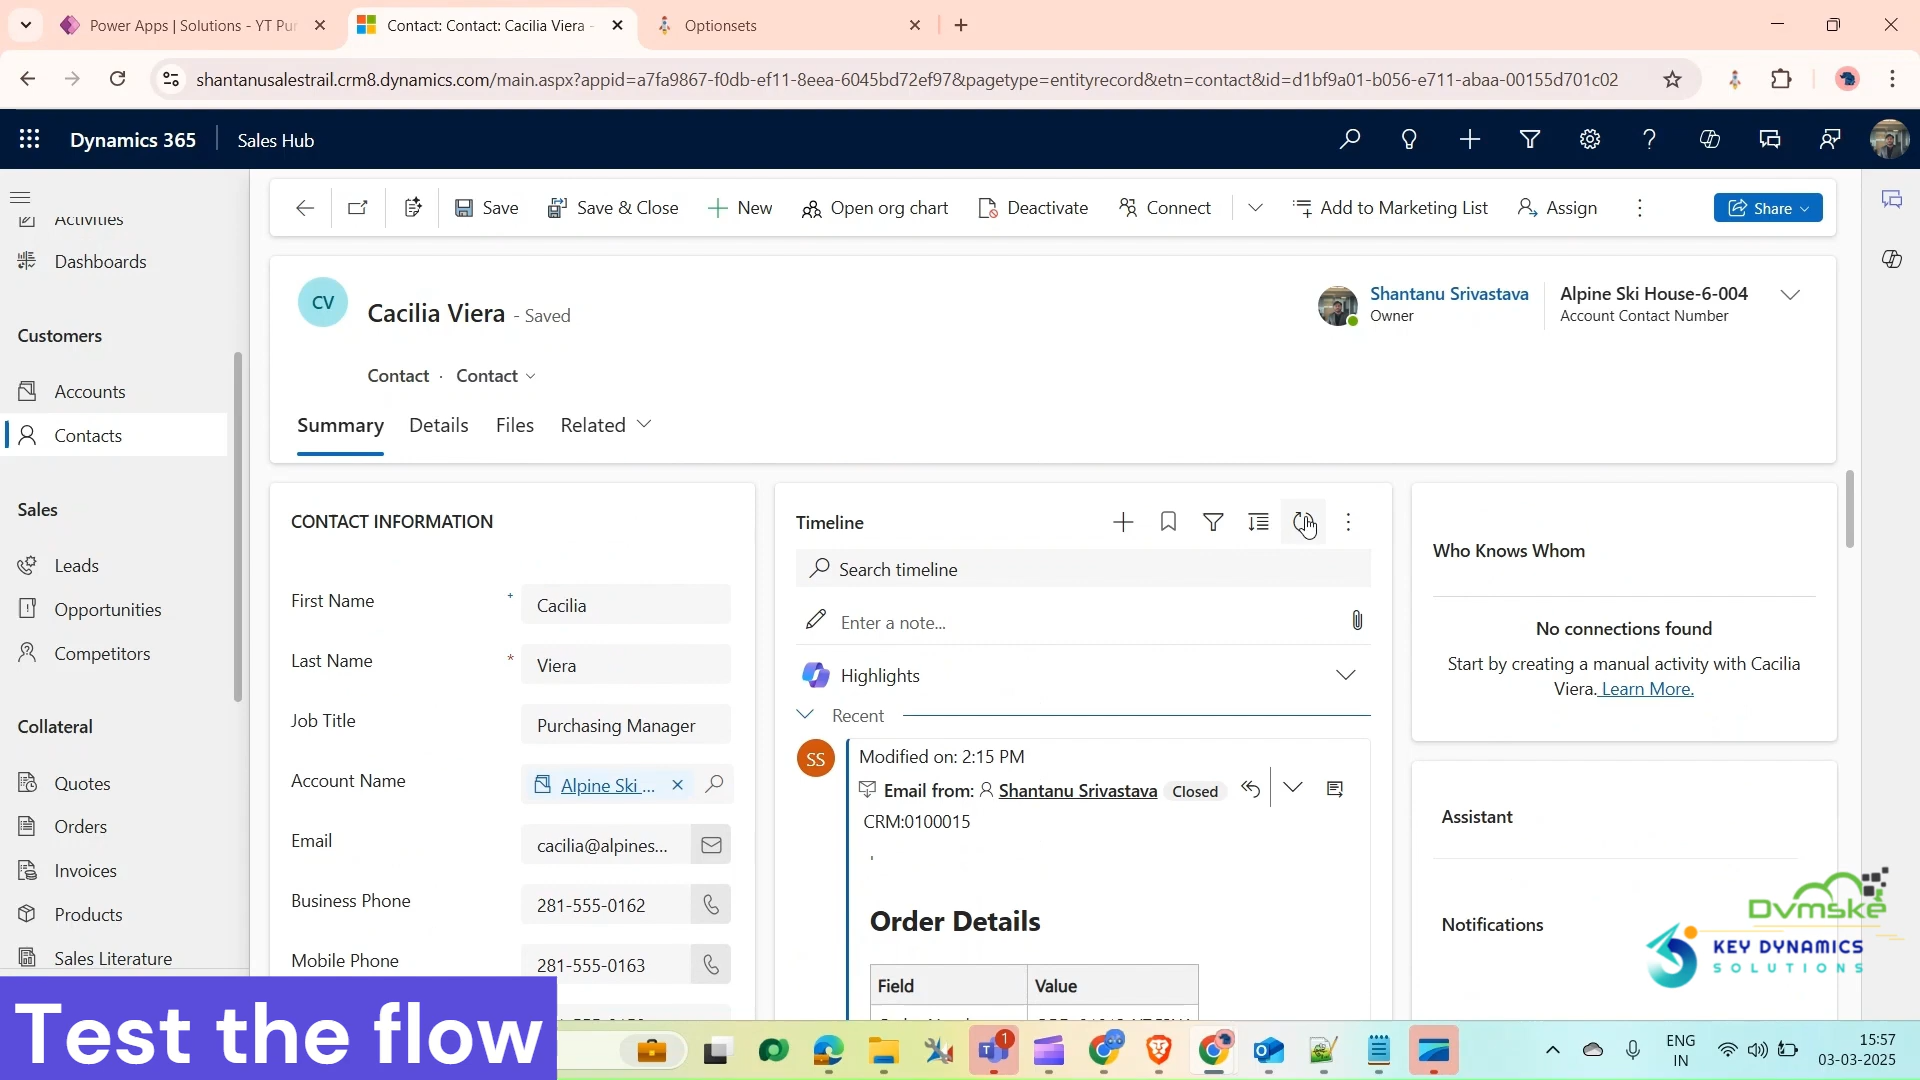 Power Apps | Solutions - YT Pur
Contact: Contact: Cacilia Viera -
Optionsets
shantanusalestrail.crm8.dynamics.com/main.aspx?appid=a7fa9867-f0db-ef11-8eea-6045bd72ef97&pagetype=entityrecord&etn=contact&id=d1bf9a01-b056-e711-abaa-00155d701c02
Dynamics 365
Sales Hub
Save
Save & Close
New
Open org chart
Deactivate
Connect
Add to Marketing List
Assign
Share
Activities
Dashboards
Customers
Accounts
Contacts
Sales
Leads
Opportunities
Competitors
Collateral
Quotes
Orders
Invoices
Products
Sales Literature
CV
Cacilia Viera - Saved
Contact · Contact
Shantanu Srivastava
Owner
Alpine Ski House-6-004
Account Contact Number
Summary
Details
Files
Related
CONTACT INFORMATION
First Name +
Cacilia
Last Name *
Viera
Job Title
Purchasing Manager
Account Name
Alpine Ski ...
Email
cacilia@alpines...
Business Phone
281-555-0162
Mobile Phone
281-555-0163
Timeline
Search timeline
Enter a note...
Highlights
Recent
SS
Modified on: 2:15 PM
Email from: Shantanu Srivastava Closed
CRM:0100015
Order Details
Field Value
Who Knows Whom
No connections found
Start by creating a manual activity with Cacilia
Viera. Learn More.
Assistant
Notifications
Dvmske
KEY DYNAMICS
SOLUTIONS
Test the flow
1
ENG
IN
15:57
03-03-2025